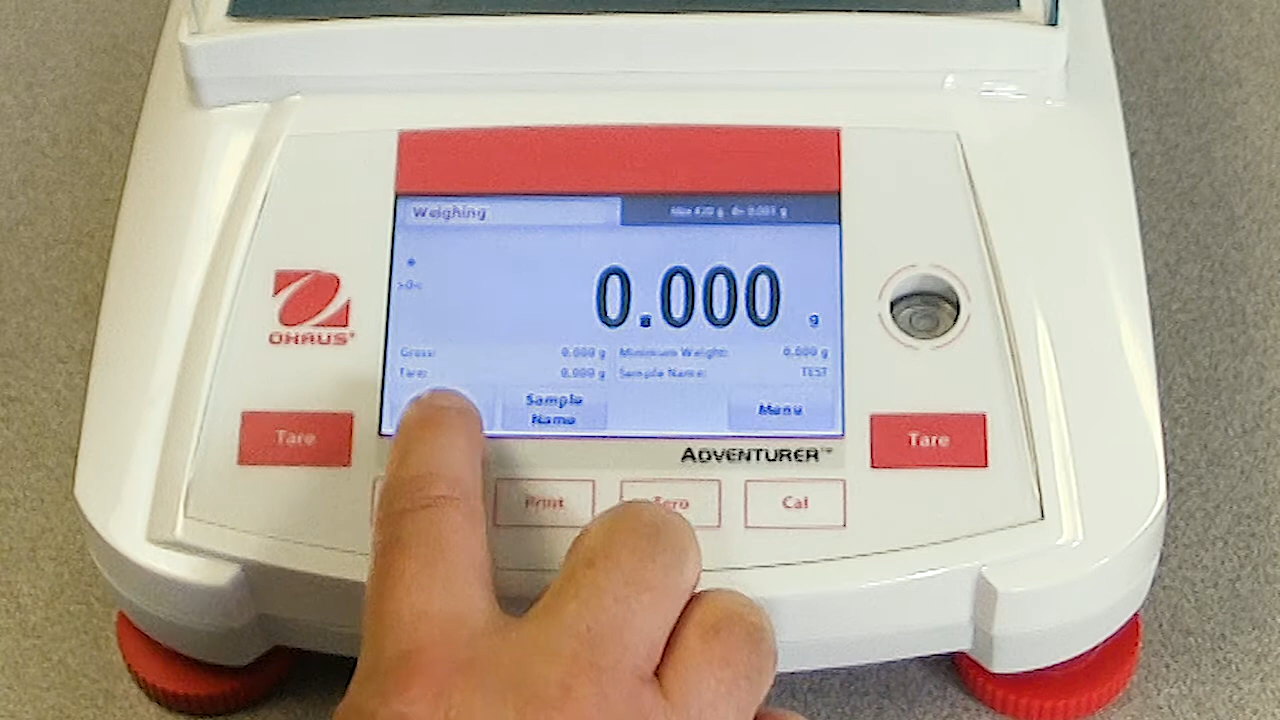 Weighing
Max 420 g d= 0.001 g
0.000 g
Gross: 0.000 g Minimum Weight: 0.000 g
Tare: 0.000 g Sample Name: TEST
Sample
Name
Menu
OHAUS
Tare
Tare
ADVENTURER™
Print
Zero
Cal